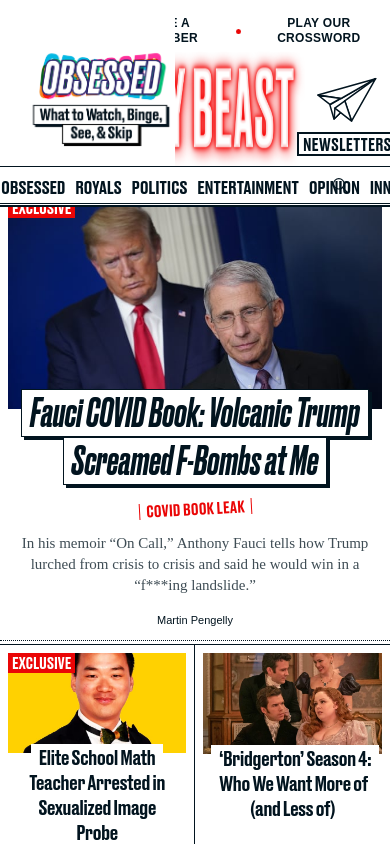 E A
BER
PLAY OUR
CROSSWORD
OBSESSED
What to Watch, Binge,
See, & Skip
Y BEAST
NEWSLETTERS
OBSESSED ROYALS POLITICS ENTERTAINMENT OPINION INN
EXCLUSIVE
Fauci COVID Book: Volcanic Trump
Screamed F-Bombs at Me
COVID BOOK LEAK
In his memoir “On Call,” Anthony Fauci tells how Trump
lurched from crisis to crisis and said he would win in a
“f***ing landslide.”
Martin Pengelly
EXCLUSIVE
Elite School Math
Teacher Arrested in
Sexualized Image
Probe
‘Bridgerton’ Season 4:
Who We Want More of
(and Less of)